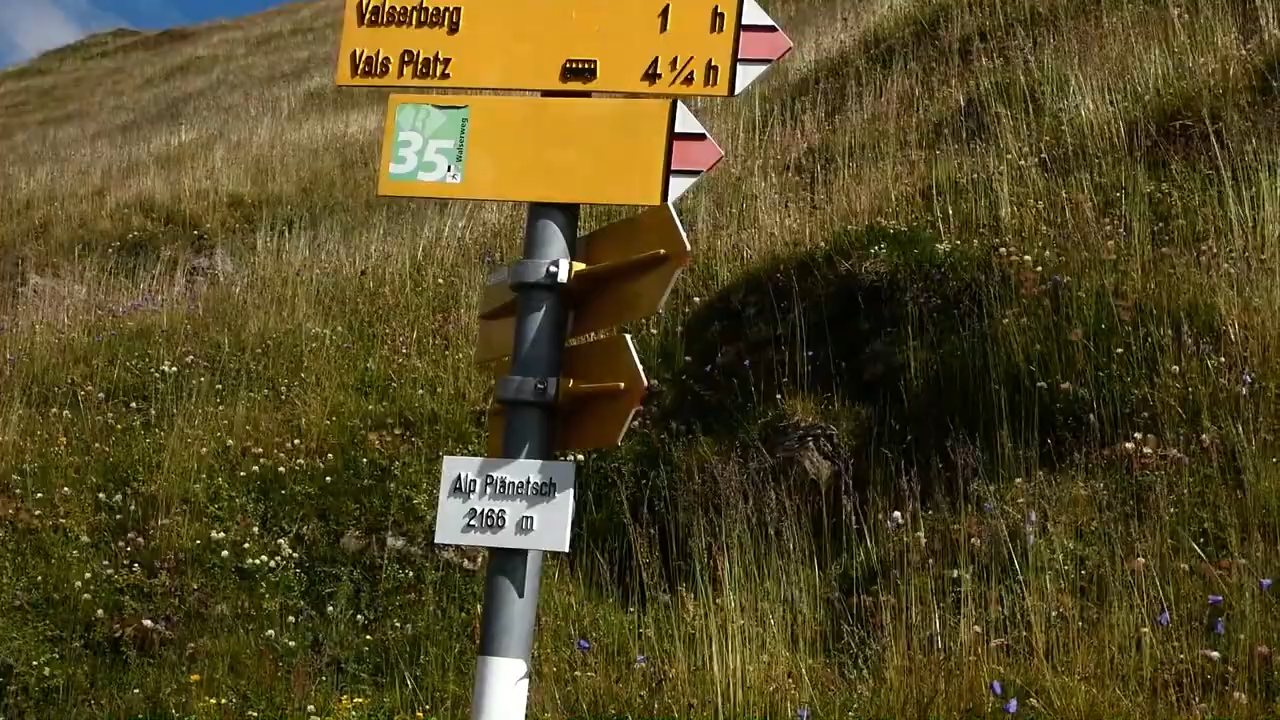 Valserberg 1 h
Vals Platz 4 ¼ h
R
35
Walserweg
Alp Plänetsch
2166 m